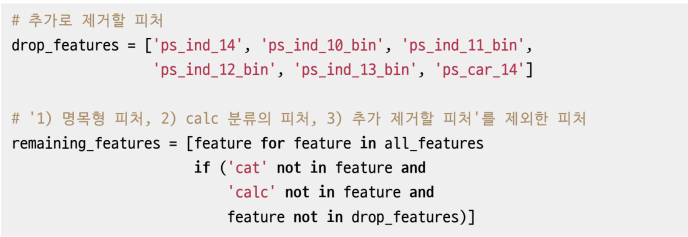 # 추가로 제거할 피처
drop_features = ['ps_ind_14', 'ps_ind_10_bin', 'ps_ind_11_bin',
                 'ps_ind_12_bin', 'ps_ind_13_bin', 'ps_car_14']

# '1) 명목형 피처, 2) calc 분류의 피처, 3) 추가 제거할 피처'를 제외한 피처
remaining_features = [feature for feature in all_features
                      if ('cat' not in feature and
                          'calc' not in feature and
                          feature not in drop_features)]